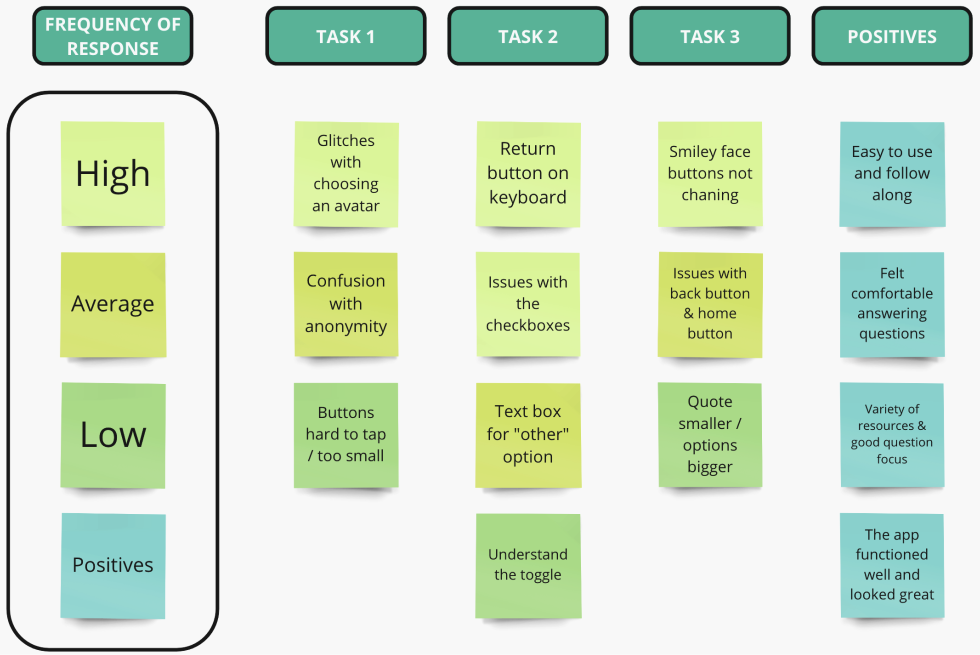 FREQUENCY OF
RESPONSE
TASK 1
TASK 2
TASK 3
POSITIVES
High
Glitches
with
choosing
an avatar
Return
button on
keyboard
Smiley face
buttons not
chaning
Easy to use
and follow
along
Average
Confusion
with
anonymity
Issues with
the
checkboxes
Issues with
back button
& home
button
Felt
comfortable
answering
questions
Low
Buttons
hard to tap
/ too small
Text box
for "other"
option
Quote
smaller /
options
bigger
Variety of
resources &
good question
focus
Positives
Understand
the toggle
The app
functioned
well and
looked great